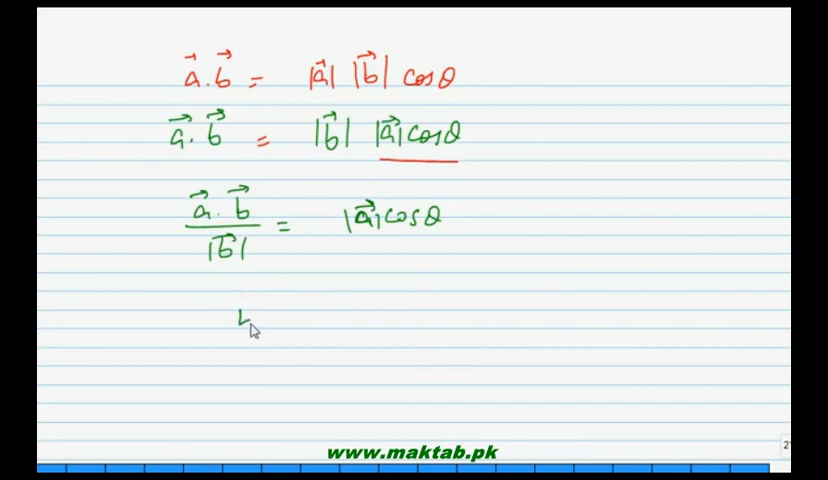 a⃗.b⃗ = |a⃗| |b⃗| cosθ
a⃗.b⃗ = |b⃗| |a⃗|cosθ
a⃗.b⃗ / |b⃗| = |a⃗|cosθ
www.maktab.pk